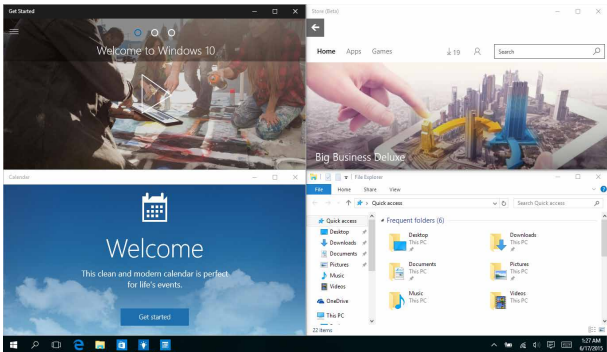 Get Started
Welcome to Windows 10
Store (Beta)
Home Apps Games
19
Search
Big Business Deluxe
Calendar
Welcome
This clean and modern calendar is perfect
for life's events.
Get started
File Explorer
File Home Share View
Quick access
Search Quick access
Quick access
Desktop
Downloads
Documents
Pictures
Music
Videos
OneDrive
This PC
Frequent folders (6)
Desktop
This PC
Downloads
This PC
Documents
This PC
Pictures
This PC
Music
This PC
Videos
This PC
22 items
1:27 AM
6/17/2015